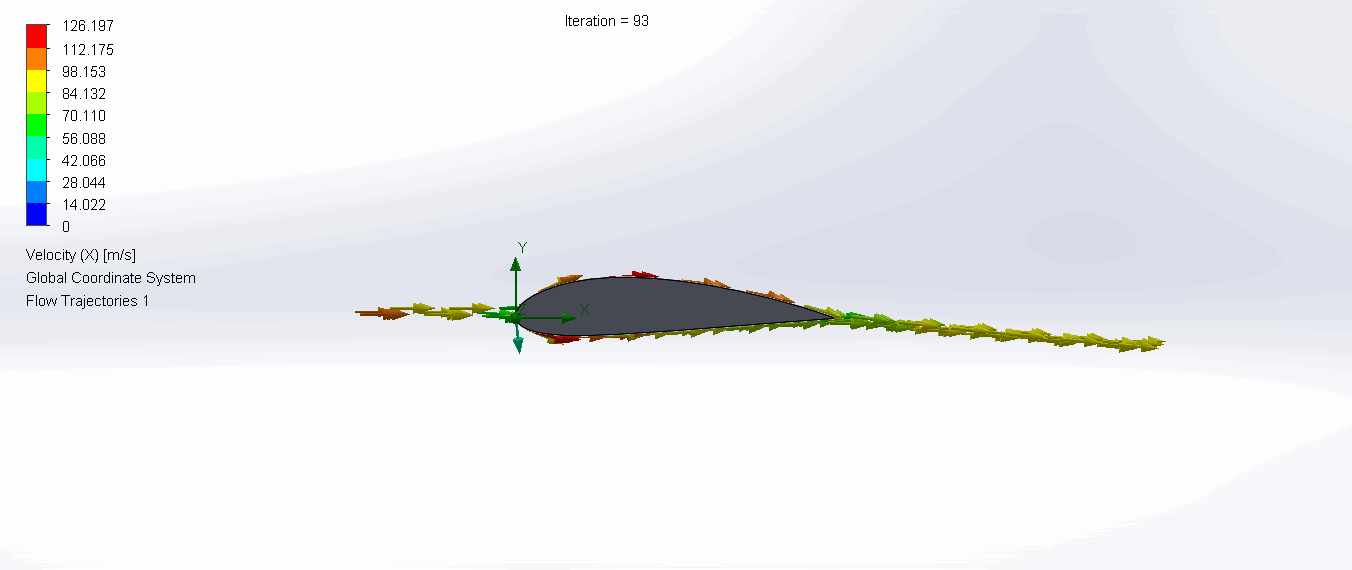 126.197
Iteration = 93
112.175
98.153
84.132
70.110
56.088
42.066
28.044
14.022
0
Velocity (X) [m/s]
Global Coordinate System
Flow Trajectories 1
Y
X